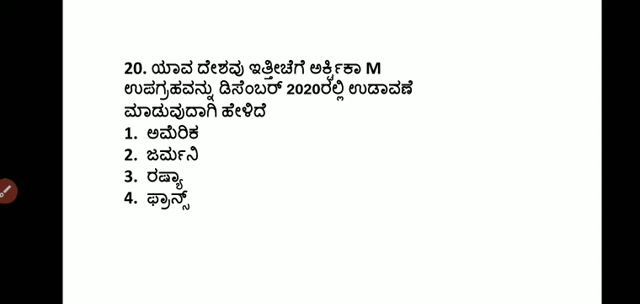 20. ಯಾವ ದೇಶವು ಇತ್ತೀಚೆಗೆ ಅರ್ಕ್ಟಿಕಾ M
ಉಪಗ್ರಹವನ್ನು ಡಿಸೆಂಬರ್ 2020ರಲ್ಲಿ ಉಡಾವಣೆ
ಮಾಡುವುದಾಗಿ ಹೇಳಿದೆ
1. ಅಮೆರಿಕ
2. ಜರ್ಮನಿ
3. ರಷ್ಯಾ
4. ಫ್ರಾನ್ಸ್